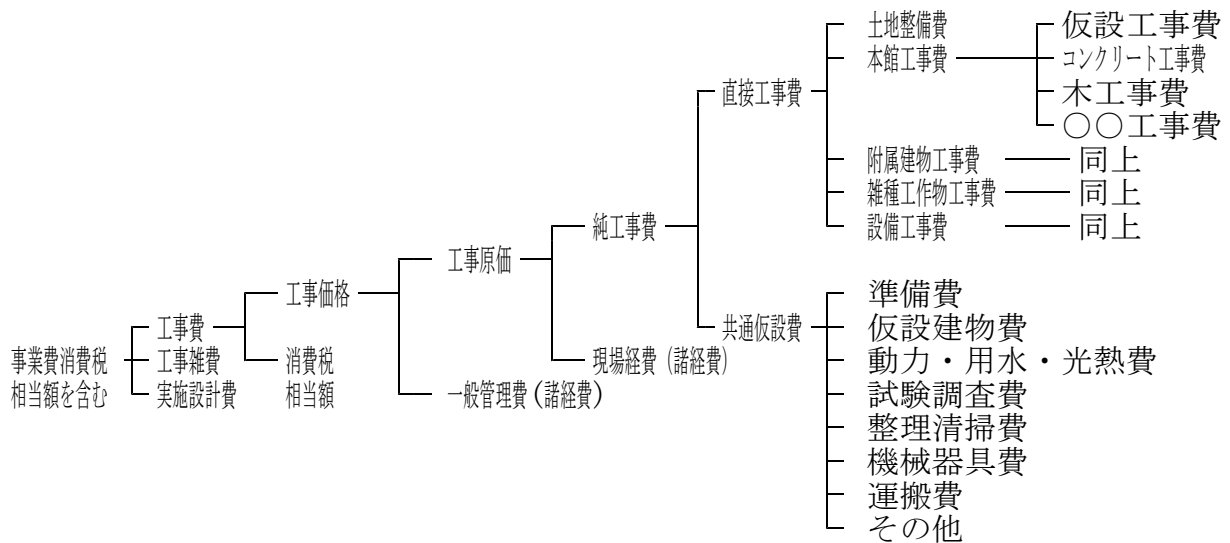 土地整備費 仮設工事費
本館工事費 コンクリート工事費
直接工事費 木工事費
〇〇工事費
附属建物工事費 同上
雑種工作物工事費 同上
純工事費 設備工事費 同上
工事原価
工事価格 準備費
工事費 共通仮設費 仮設建物費
事業費消費税 工事雑費 消費税 現場経費(諸経費) 動力・用水・光熱費
相当額を含む 実施設計費 相当額 一般管理費(諸経費) 試験調査費
整理清掃費
機械器具費
運搬費
その他